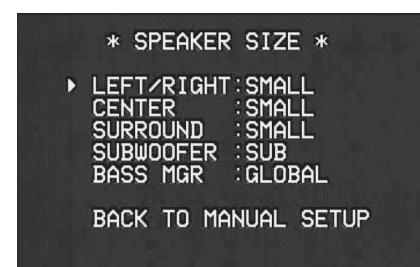 * SPEAKER SIZE *
LEFT/RIGHT:SMALL
CENTER :SMALL
SURROUND :SMALL
SUBWOOFER :SUB
BASS MGR :GLOBAL
BACK TO MANUAL SETUP